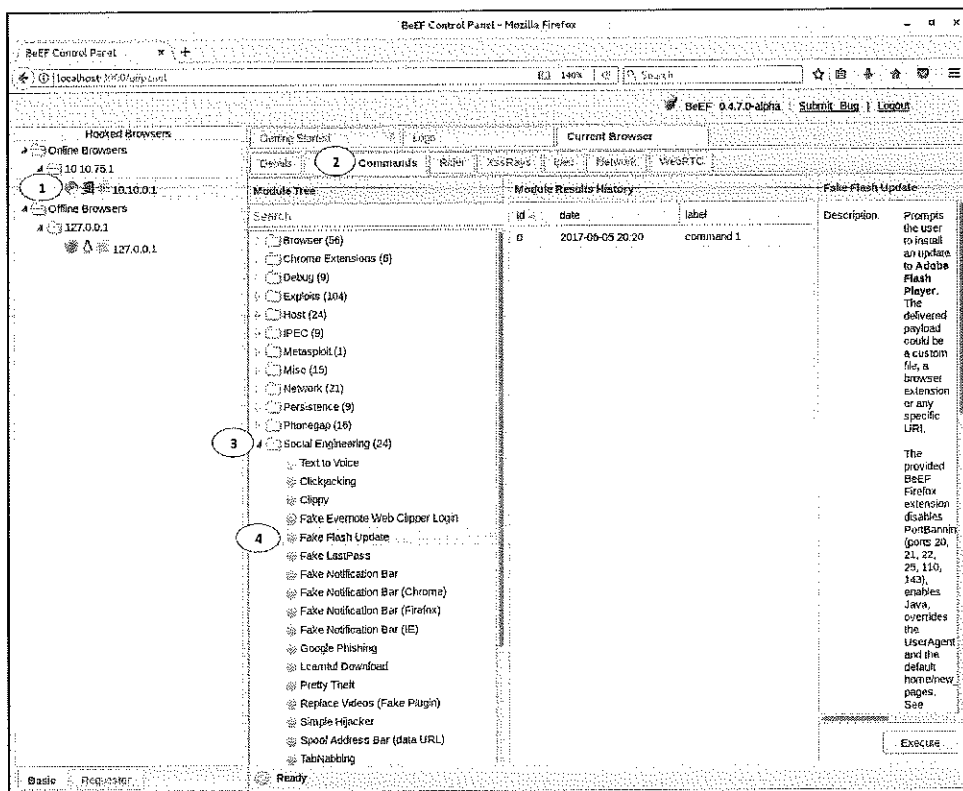 BeEF Control Panel - Mozilla Firefox
BeEF Control Panel
localhost
140%
Search
BeEF 0.4.7.0-alpha | Submit Bug | Logout
Hooked Browsers
Online Browsers
10.10.75.1
1
10.10.0.1
Offline Browsers
127.0.0.1
127.0.0.1
Basic
Requester
Getting Started
Logs
Current Browser
Details
2
Commands
Rider
XssRays
Ipec
Network
WebRTC
Module Tree
Search
Browser (56)
Chrome Extensions (6)
Debug (9)
Exploits (104)
Host (24)
IPEC (9)
Metasploit (1)
Misc (15)
Network (21)
Persistence (9)
Phonegap (16)
3
Social Engineering (24)
Text to Voice
Clickjacking
Clippy
Fake Evernote Web Clipper Login
4
Fake Flash Update
Fake LastPass
Fake Notification Bar
Fake Notification Bar (Chrome)
Fake Notification Bar (Firefox)
Fake Notification Bar (IE)
Google Phishing
Lcamtuf Download
Pretty Theft
Replace Videos (Fake Plugin)
Simple Hijacker
Spoof Address Bar (data URL)
TabNabbing
Ready
Module Results History
id
date
label
0
2017-06-05 20:20
command 1
Fake Flash Update
Description:
Prompts
the user
to install
an update
to Adobe
Flash
Player.
The
delivered
payload
could be
a custom
file, a
browser
extension
or any
specific
URI.
The
provided
BeEF
Firefox
extension
disables
PortBannin
(ports 20,
21, 22,
25, 110,
143),
enables
Java,
overrides
the
UserAgent
and the
default
home/new_
pages.
See
Execute